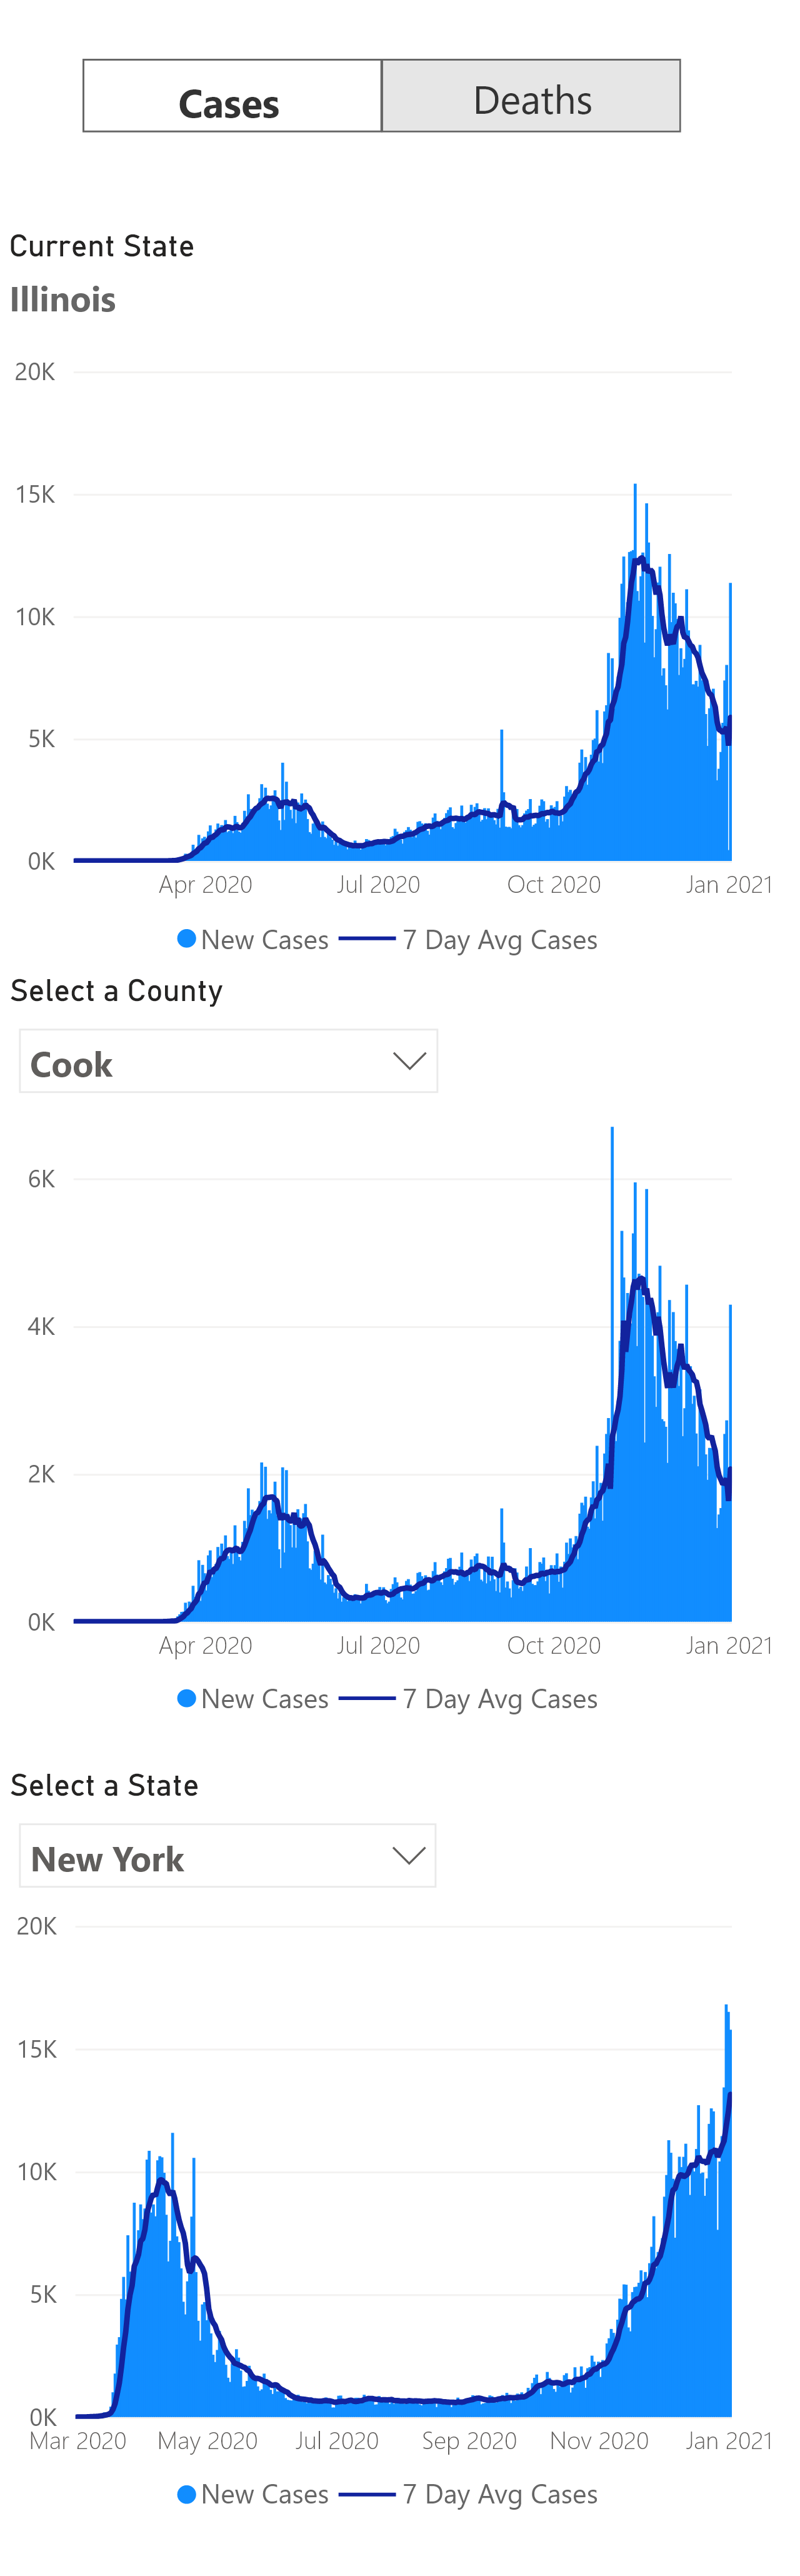 Cases Deaths
Current State
Illinois
20K
15K
10K
5K
0K
Apr 2020 Jul 2020 Oct 2020 Jan 2021
New Cases 7 Day Avg Cases
Select a County
Cook
6K
4K
2K
0K
Apr 2020 Jul 2020 Oct 2020 Jan 2021
New Cases 7 Day Avg Cases
Select a State
New York
20K
15K
10K
5K
0K
Mar 2020 May 2020 Jul 2020 Sep 2020 Nov 2020 Jan 2021
New Cases 7 Day Avg Cases